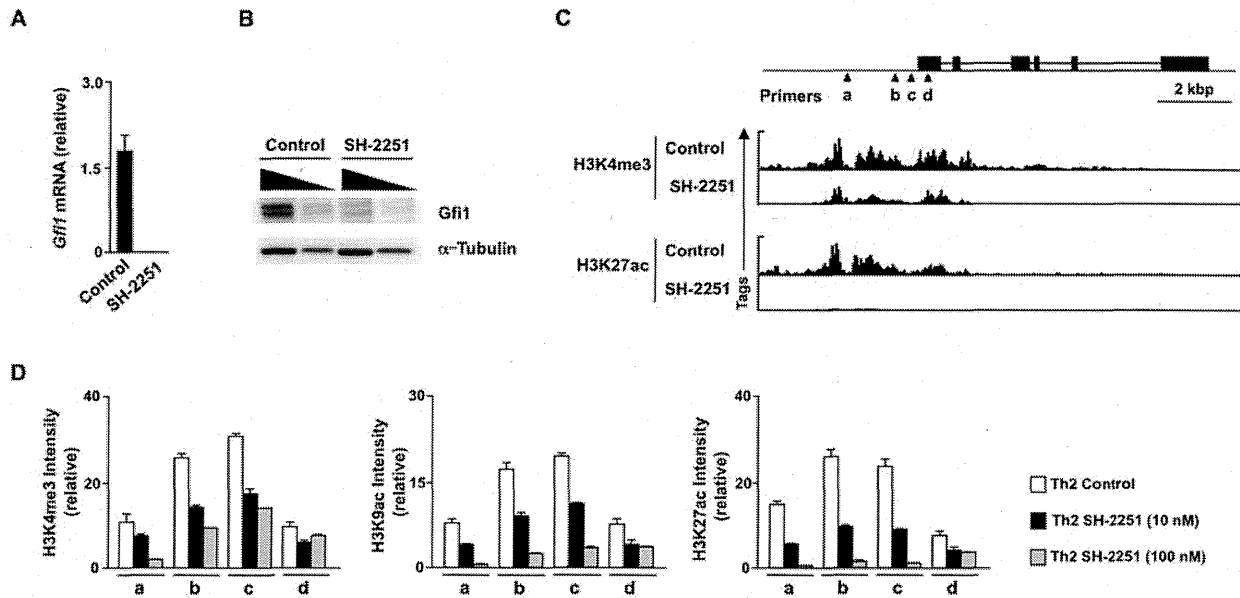 A
Gfi1 mRNA (relative)
3.0
1.5
0
Control
SH-2251
B
Control SH-2251
Gfi1
α-Tubulin
C
Primers a b c d
2 kbp
H3K4me3
Control
SH-2251
H3K27ac
Control
SH-2251
Tags
D
H3K4me3 Intensity
(relative)
40
20
0
a b c d
H3K9ac Intensity
(relative)
30
15
0
a b c d
H3K27ac Intensity
(relative)
40
20
0
a b c d
Th2 Control
Th2 SH-2251 (10 nM)
Th2 SH-2251 (100 nM)